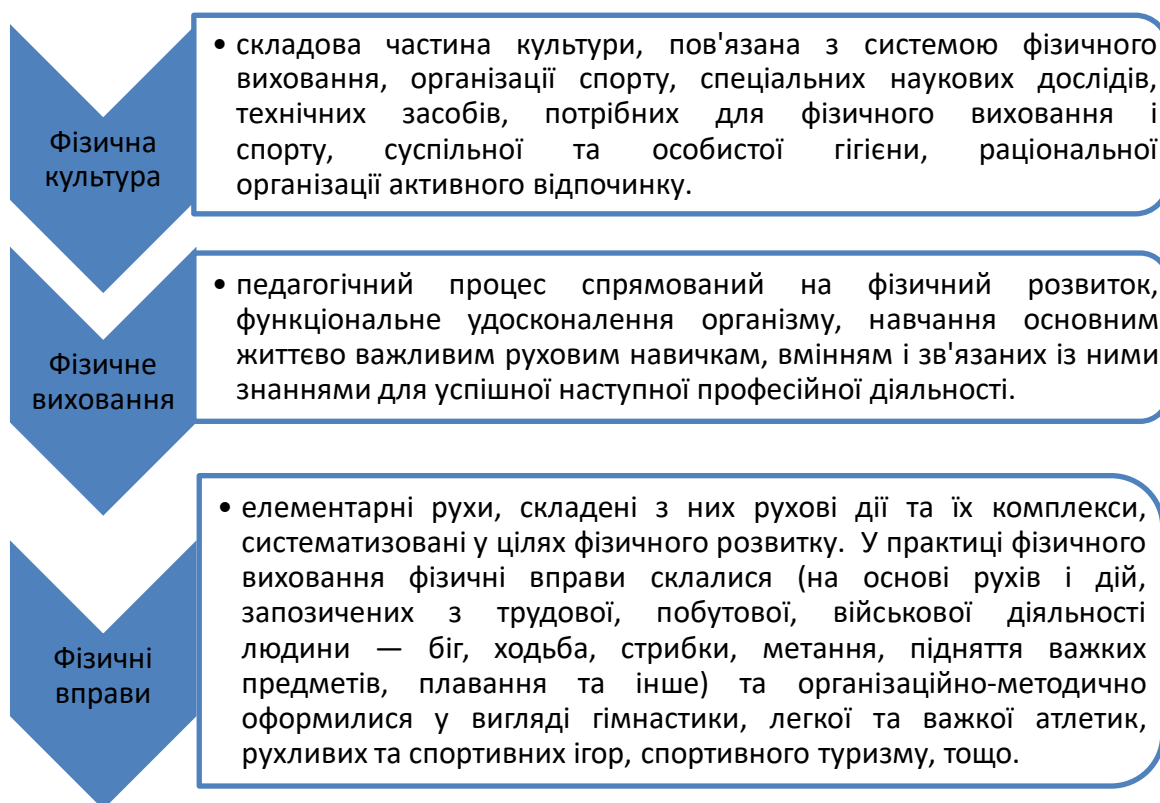 Фізична
культура
• складова частина культури, пов'язана з системою фізичного
виховання, організації спорту, спеціальних наукових дослідів,
технічних засобів, потрібних для фізичного виховання і
спорту, суспільної та особистої гігієни, раціональної
організації активного відпочинку.
Фізичне
виховання
• педагогічний процес спрямований на фізичний розвиток,
функціональне удосконалення організму, навчання основним
життєво важливим руховим навичкам, вмінням і зв'язаних із ними
знаннями для успішної наступної професійної діяльності.
Фізичні
вправи
• елементарні рухи, складені з них рухові дії та їх комплекси,
систематизовані у цілях фізичного розвитку. У практиці фізичного
виховання фізичні вправи склалися (на основі рухів і дій,
запозичених з трудової, побутової, військової діяльності
людини — біг, ходьба, стрибки, метання, підняття важких
предметів, плавання та інше) та організаційно-методично
оформилися у вигляді гімнастики, легкої та важкої атлетик,
рухливих та спортивних ігор, спортивного туризму, тощо.